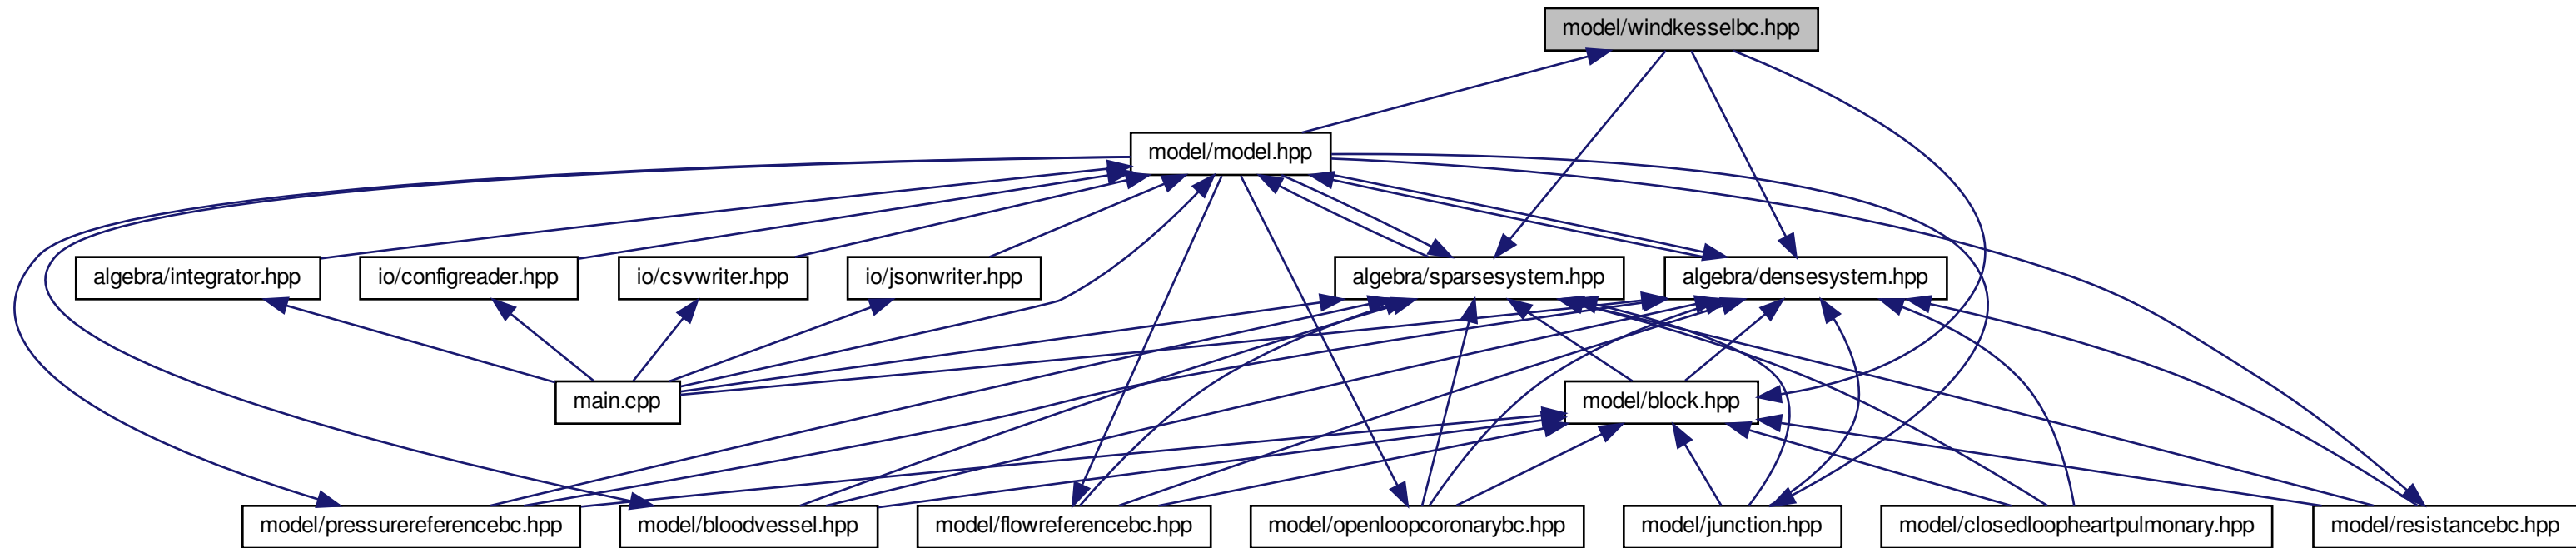 model/windkesselbc.hpp
model/model.hpp
algebra/integrator.hpp
io/configreader.hpp
io/csvwriter.hpp
io/jsonwriter.hpp
algebra/sparsesystem.hpp
algebra/densesystem.hpp
main.cpp
model/block.hpp
model/pressurereferencebc.hpp
model/bloodvessel.hpp
model/flowreferencebc.hpp
model/openloopcoronarybc.hpp
model/junction.hpp
model/closedloopheartpulmonary.hpp
model/resistancebc.hpp